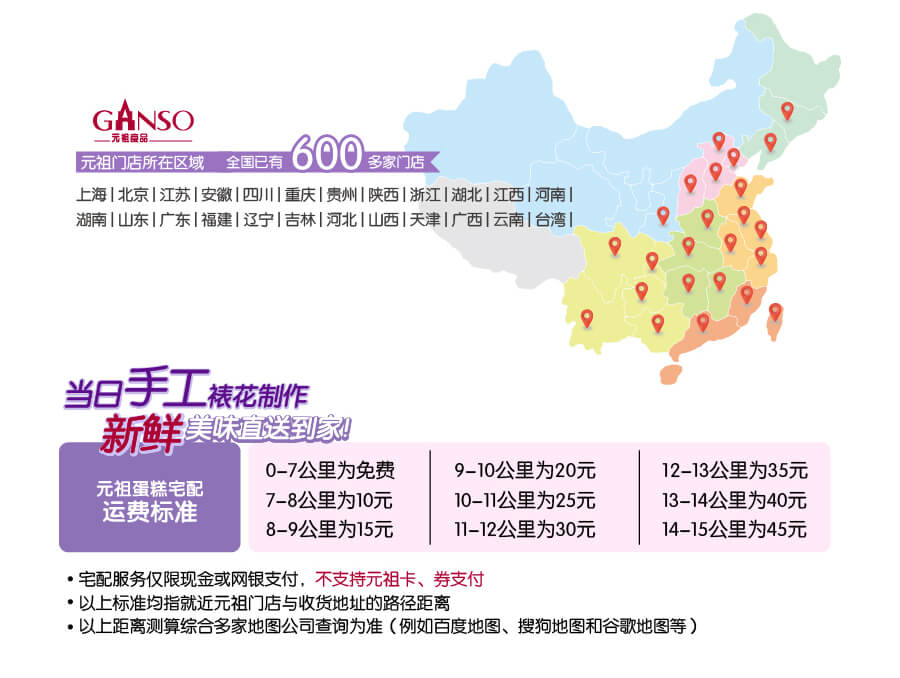 GANSO
元祖食品
元祖门店所在区域 全国已有600多家门店
上海|北京|江苏|安徽|四川|重庆|贵州|陕西|浙江|湖北|江西|河南|
湖南|山东|广东|福建|辽宁|吉林|河北|山西|天津|广西|云南|台湾|
当日手工裱花制作
新鲜美味直送到家!
元祖蛋糕宅配
运费标准
0-7公里为免费
7-8公里为10元
8-9公里为15元
9-10公里为20元
10-11公里为25元
11-12公里为30元
12-13公里为35元
13-14公里为40元
14-15公里为45元
• 宅配服务仅限现金或网银支付，不支持元祖卡、券支付
• 以上标准均指就近元祖门店与收货地址的路径距离
• 以上距离测算综合多家地图公司查询为准（例如百度地图、搜狗地图和谷歌地图等）